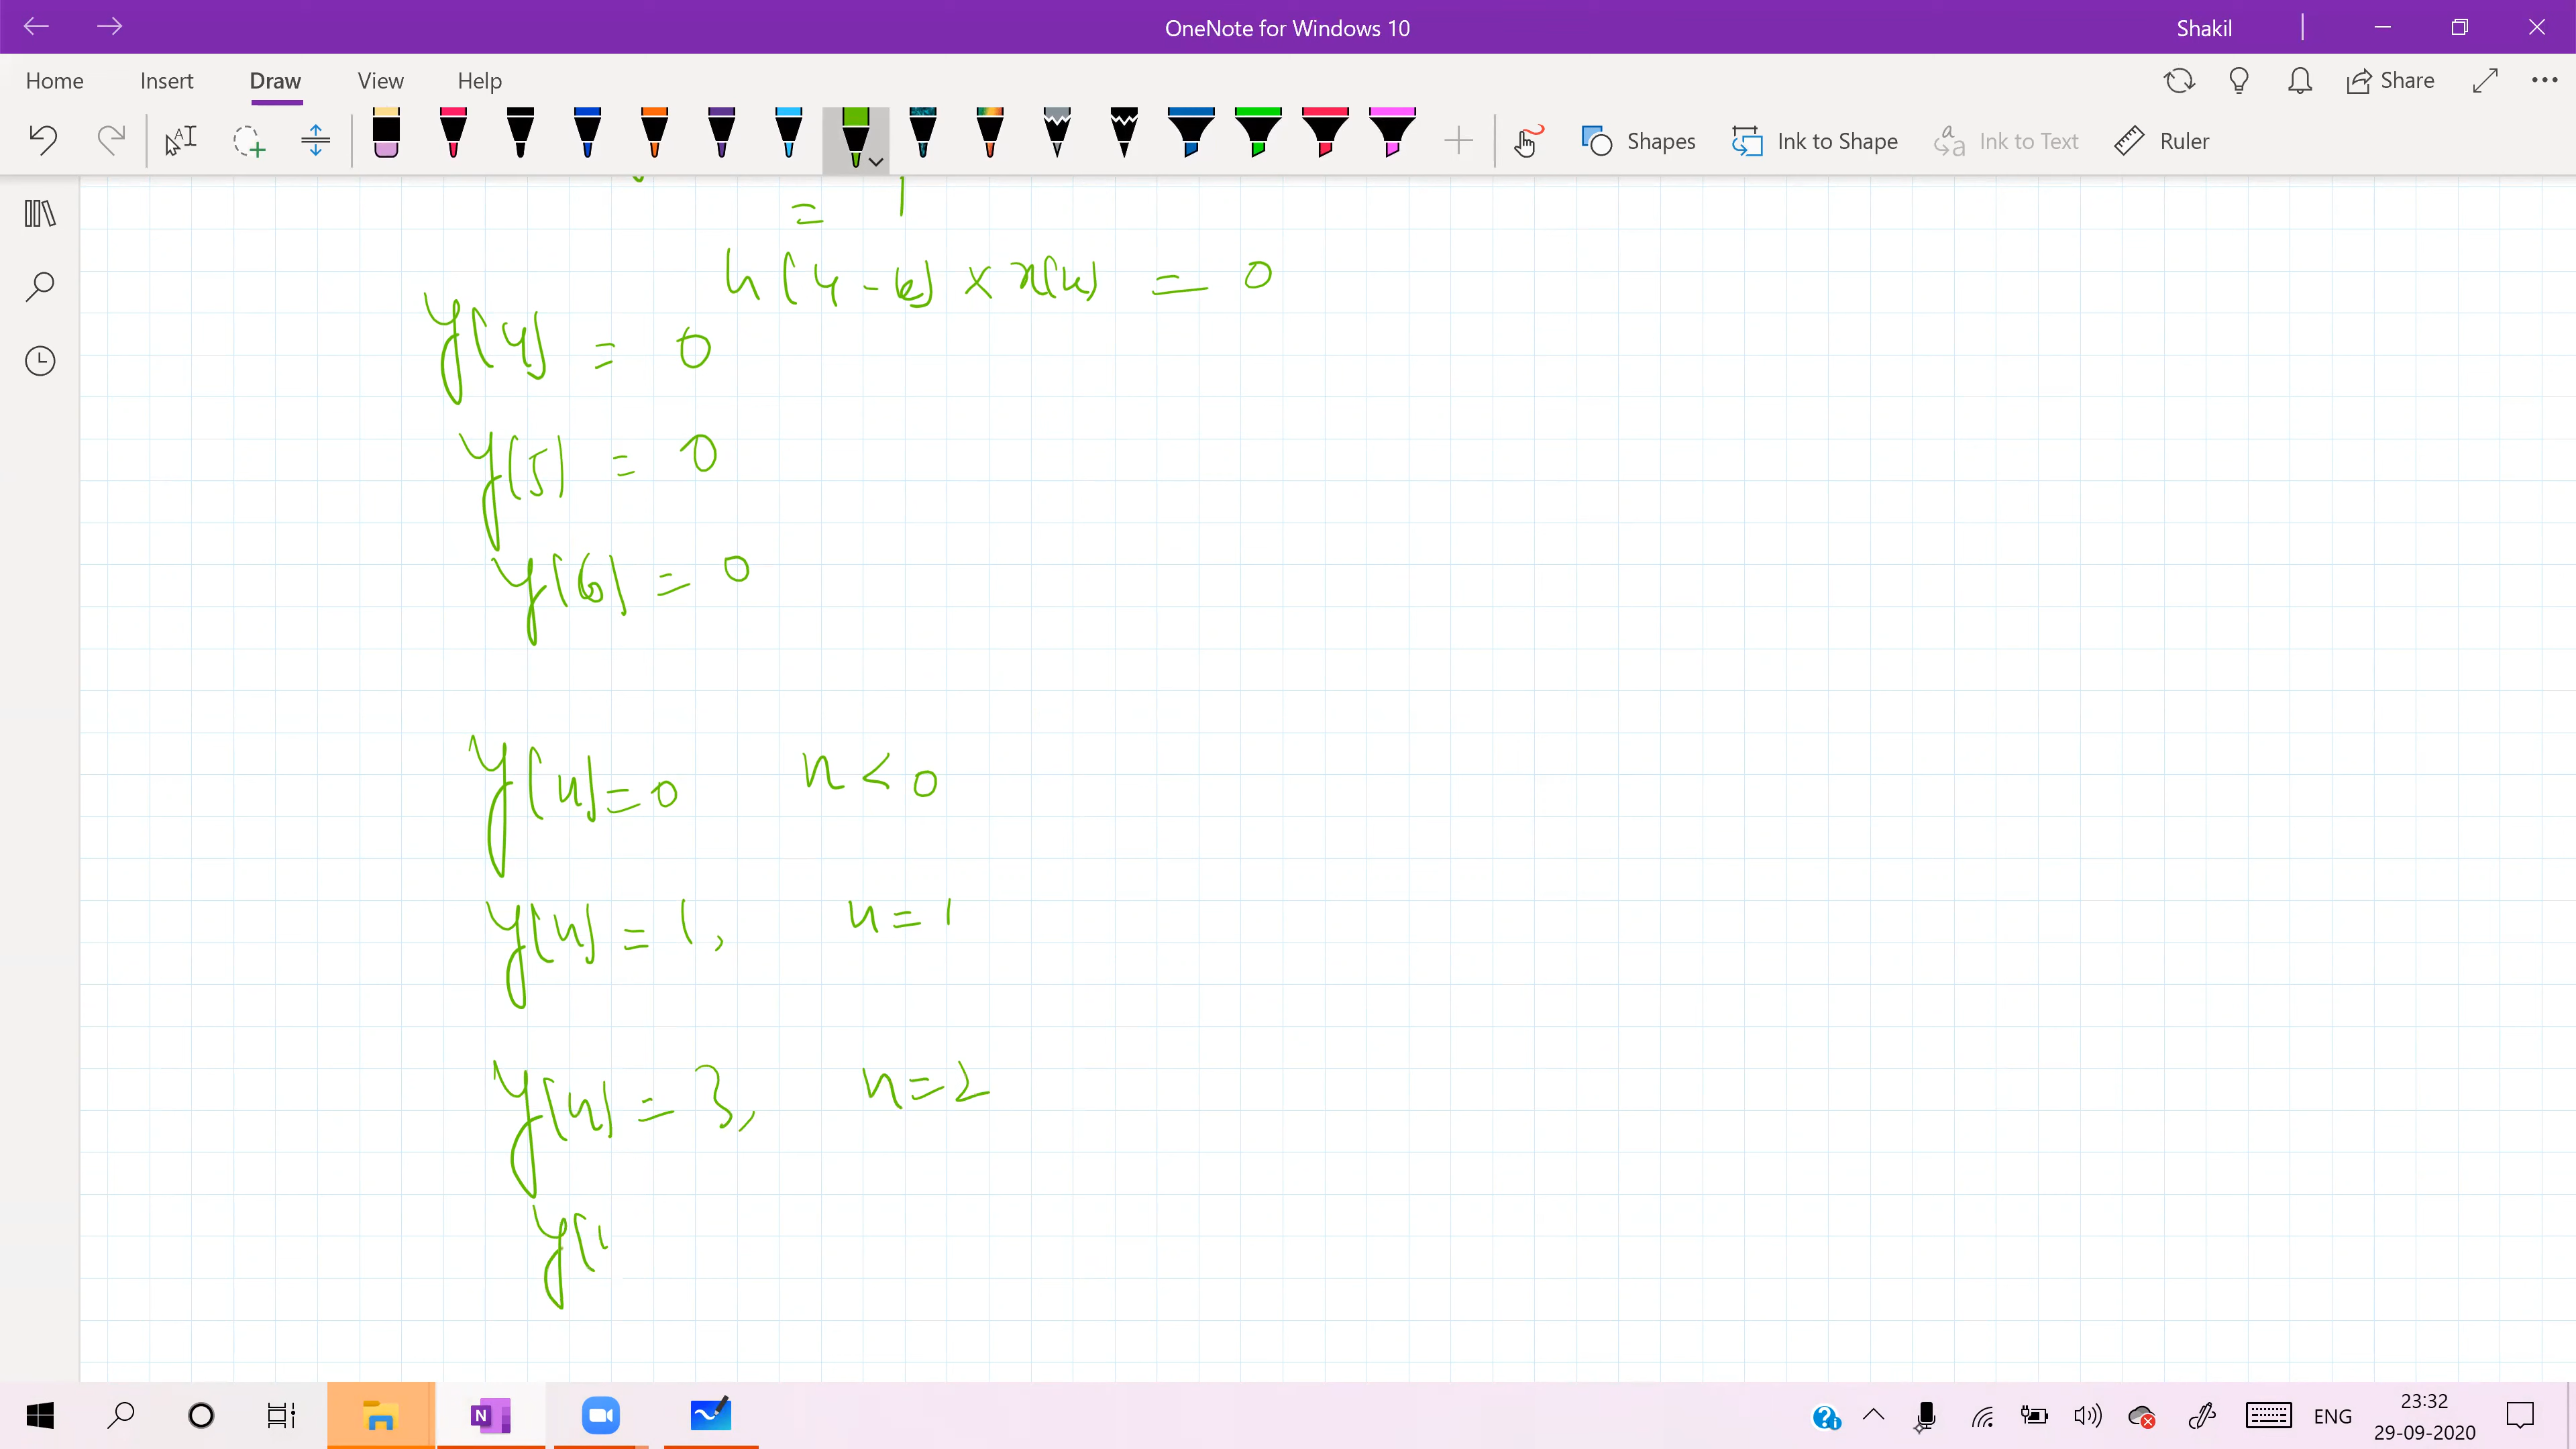 OneNote for Windows 10
Shakil
Home Insert Draw View Help
Share
Shapes Ink to Shape Ink to Text Ruler
= 1
h[4-k] × x[k] = 0
y[4] = 0
y[5] = 0
y[6] = 0
y[n] = 0 n < 0
y[n] = 1, n = 1
y[n] = 3, n = 2
y[
ENG
23:32
29-09-2020